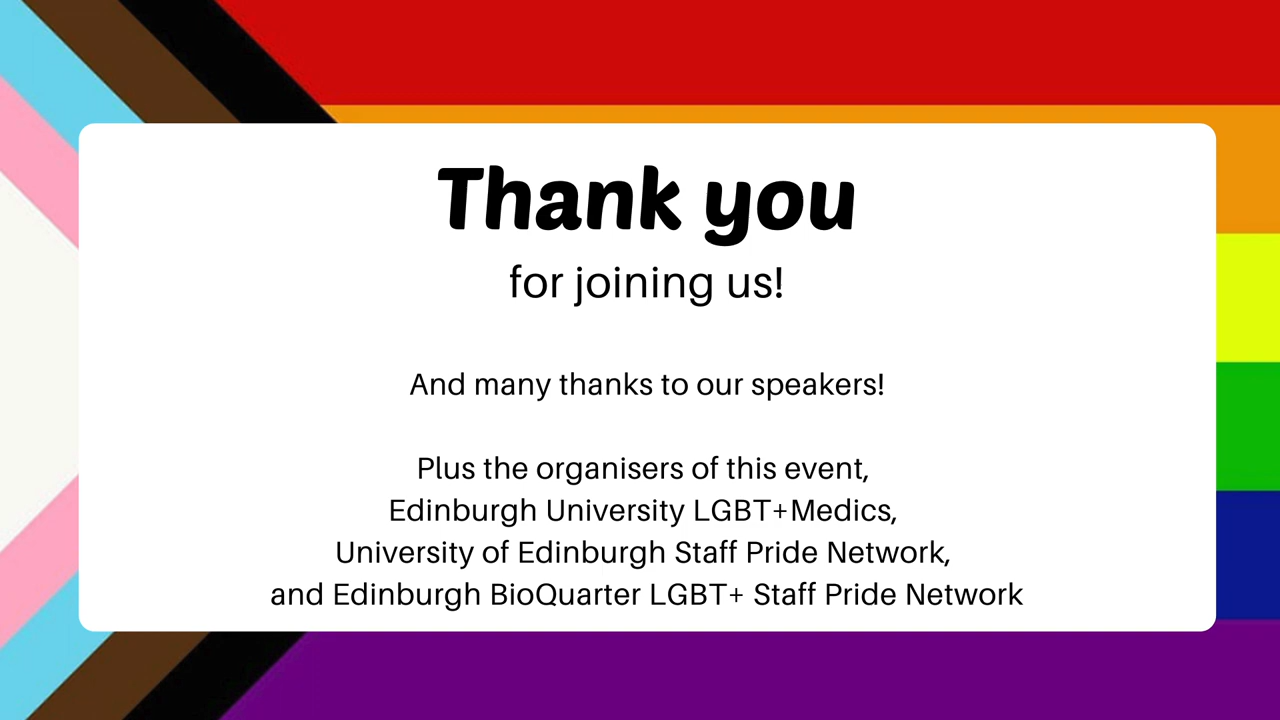 Thank you
for joining us!
And many thanks to our speakers!
Plus the organisers of this event,
Edinburgh University LGBT+Medics,
University of Edinburgh Staff Pride Network,
and Edinburgh BioQuarter LGBT+ Staff Pride Network